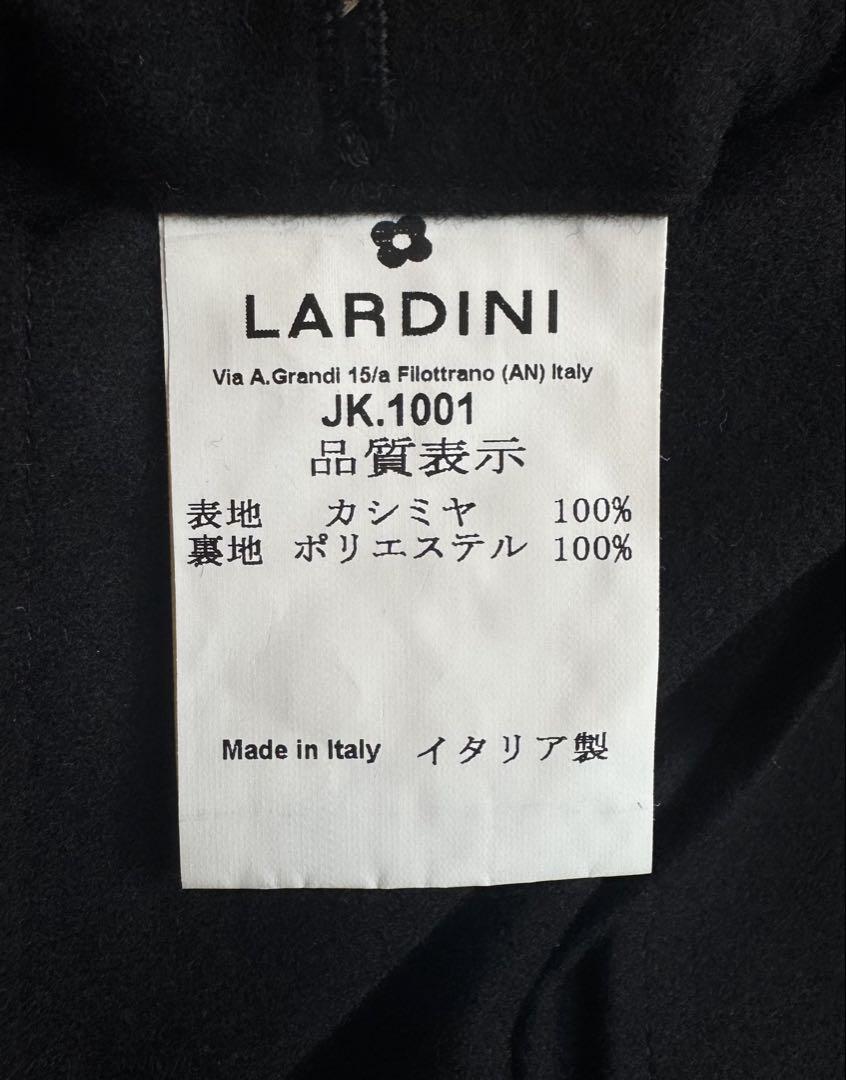 LARDINI
Via A.Grandi 15/a Filottrano (AN) Italy
JK.1001
品質表示
表地 カシミヤ 100%
裏地 ポリエステル 100%
Made in Italy イタリア製